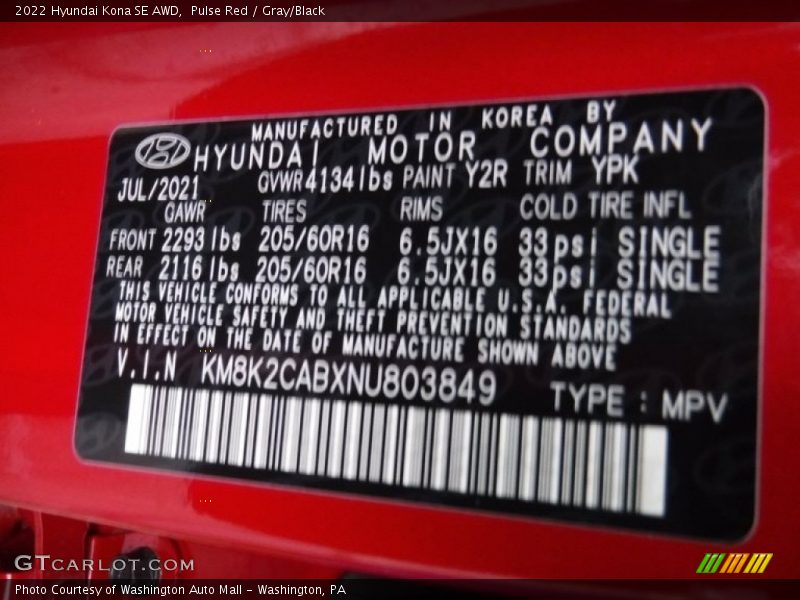 2022 Hyundai Kona SE AWD,  Pulse Red / Gray/Black
MANUFACTURED IN KOREA BY
HYUNDAI MOTOR COMPANY
JUL/2021 GVWR 4134 lbs PAINT Y2R TRIM YPK
GAWR TIRES RIMS COLD TIRE INFL
FRONT 2293 lbs 205/60R16 6.5JX16 33 psi SINGLE
REAR 2116 lbs 205/60R16 6.5JX16 33 psi SINGLE
THIS VEHICLE CONFORMS TO ALL APPLICABLE U.S.A. FEDERAL
MOTOR VEHICLE SAFETY AND THEFT PREVENTION STANDARDS
IN EFFECT ON THE DATE OF MANUFACTURE SHOWN ABOVE
V.I.N KM8K2CABXNU803849 TYPE : MPV
GTCARLOT.COM
Photo Courtesy of Washington Auto Mall - Washington, PA